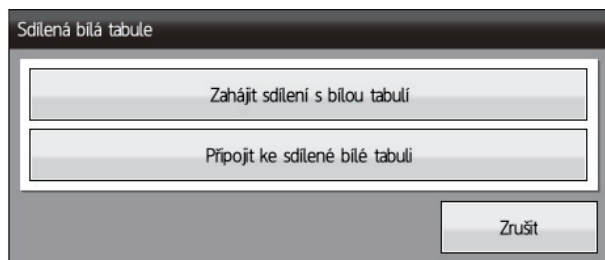 Sdílená bílá tabule
Zahájit sdílení s bílou tabulí
Připojit ke sdílené bílé tabuli
Zrušit